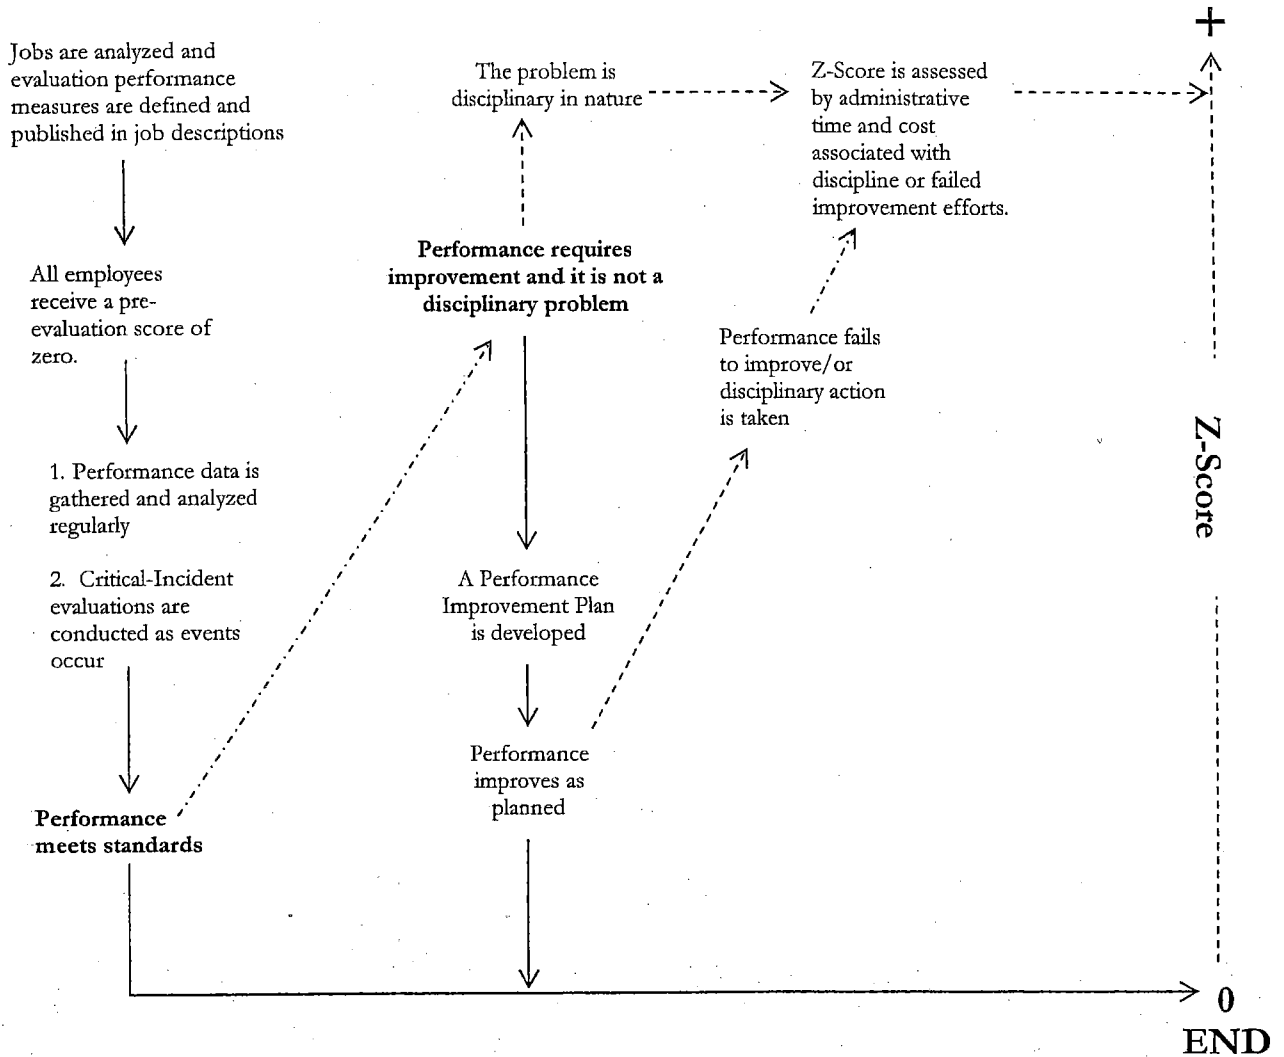 Jobs are analyzed and
evaluation performance
measures are defined and
published in job descriptions
All employees
receive a pre-
evaluation score of
zero.
1. Performance data is
gathered and analyzed
regularly
2. Critical-Incident
evaluations are
conducted as events
occur
Performance
meets standards
The problem is
disciplinary in nature
Performance requires
improvement and it is not a
disciplinary problem
A Performance
Improvement Plan
is developed
Performance
improves as
planned
Z-Score is assessed
by administrative
time and cost
associated with
discipline or failed
improvement efforts.
Performance fails
to improve/or
disciplinary action
is taken
+
Z-Score
0
END